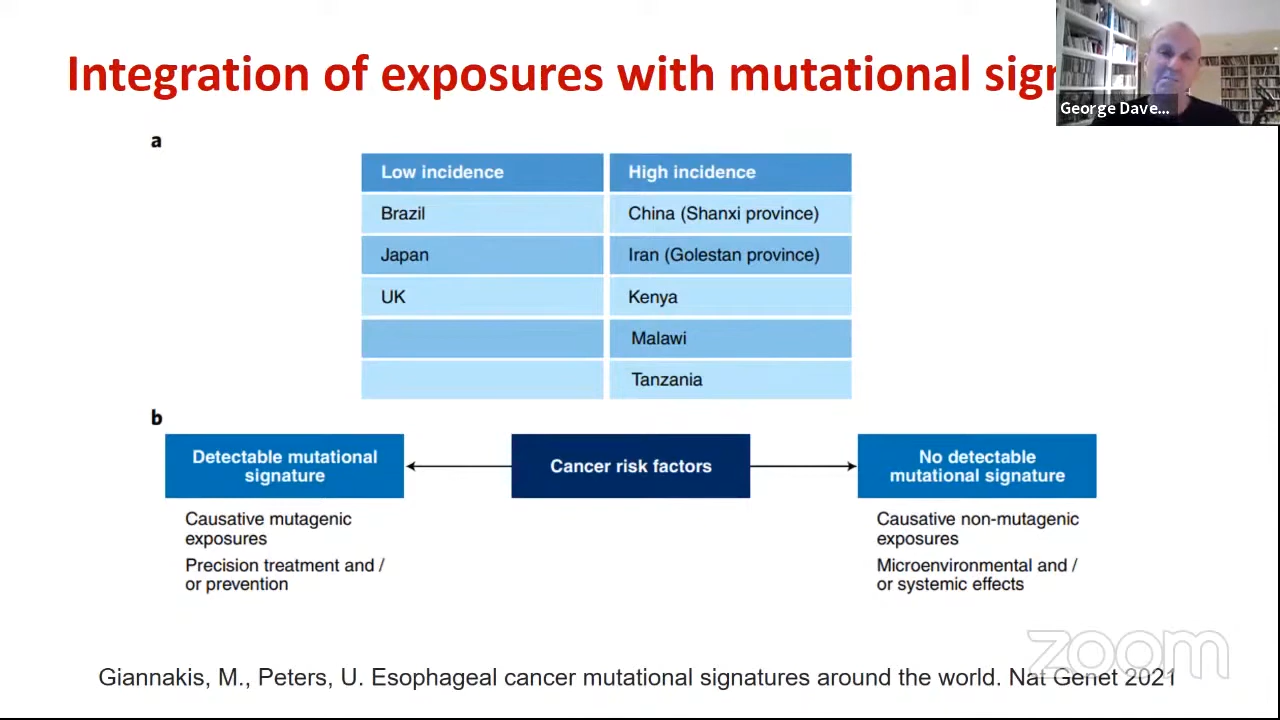 Integration of exposures with mutational sig
George Dave...
a
Low incidence High incidence
Brazil China (Shanxi province)
Japan Iran (Golestan province)
UK Kenya
Malawi
Tanzania
b
Detectable mutational
signature
Cancer risk factors
No detectable
mutational signature
Causative mutagenic
exposures
Precision treatment and /
or prevention
Causative non-mutagenic
exposures
Microenvironmental and /
or systemic effects
zoom
Giannakis, M., Peters, U. Esophageal cancer mutational signatures around the world. Nat Genet 2021